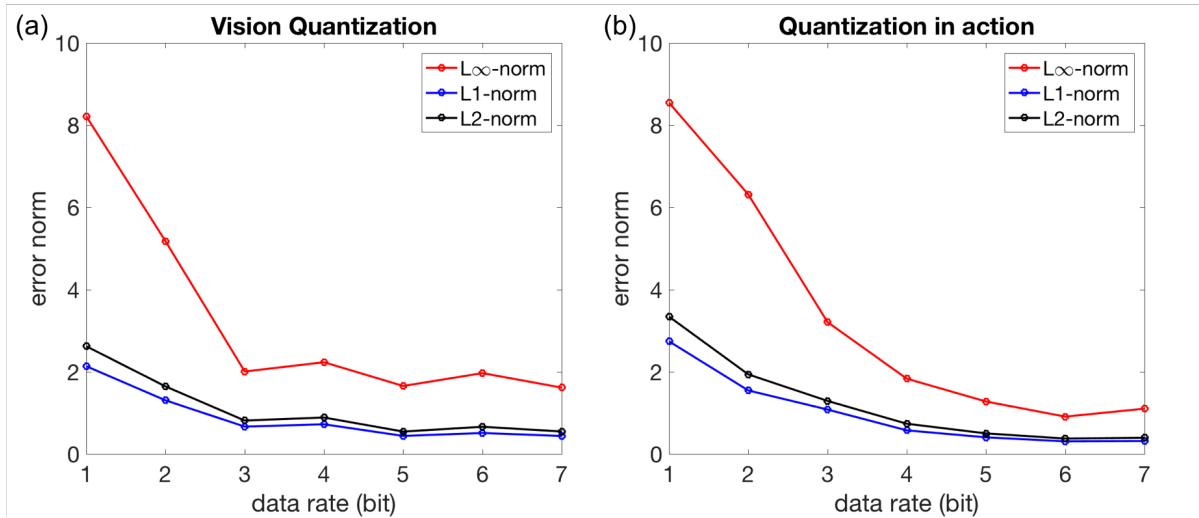 (a)
Vision Quantization
10
8
6
4
2
0
error norm
L∞-norm
L1-norm
L2-norm
1 2 3 4 5 6 7
data rate (bit)
(b)
Quantization in action
10
8
6
4
2
0
error norm
L∞-norm
L1-norm
L2-norm
1 2 3 4 5 6 7
data rate (bit)